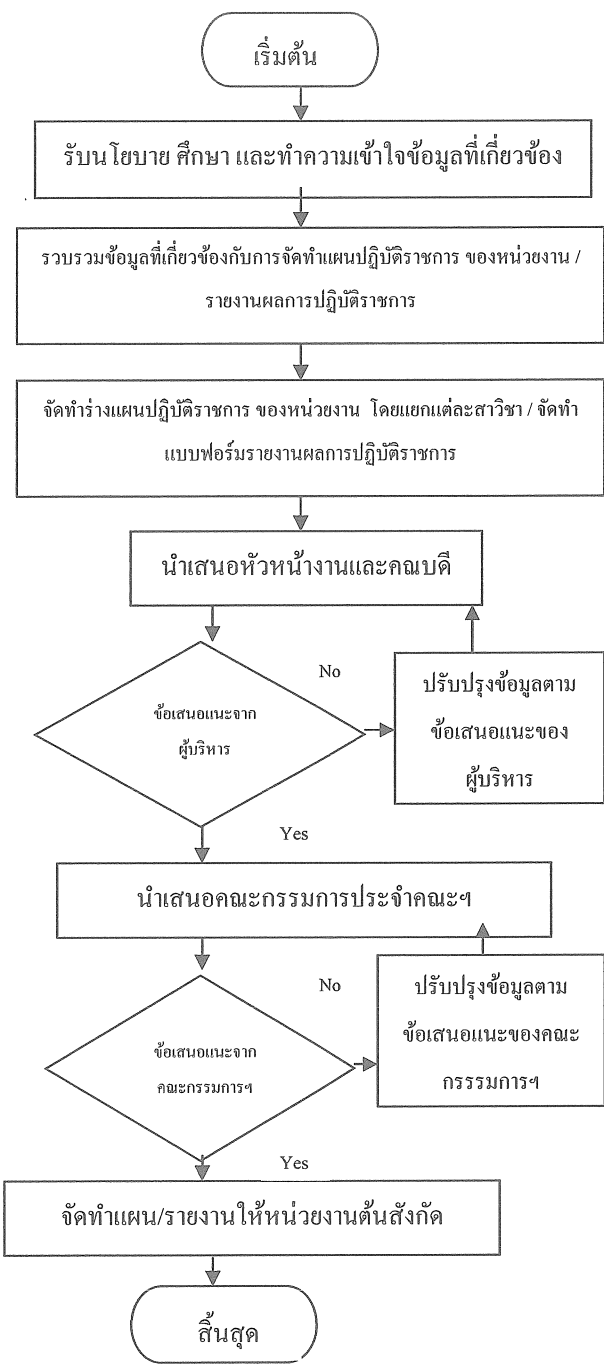 เริ่มต้น
รับนโยบาย ศึกษา และทำความเข้าใจข้อมูลที่เกี่ยวข้อง
รวบรวมข้อมูลที่เกี่ยวข้องกับการจัดทำแผนปฏิบัติราชการ ของหน่วยงาน /
รายงานผลการปฏิบัติราชการ
จัดทำร่างแผนปฏิบัติราชการ ของหน่วยงาน โดยแยกแต่ละสาวิชา / จัดทำ
แบบฟอร์มรายงานผลการปฏิบัติราชการ
นำเสนอหัวหน้างานและคณบดี
ข้อเสนอแนะจาก
ผู้บริหาร
No
ปรับปรุงข้อมูลตาม
ข้อเสนอแนะของ
ผู้บริหาร
Yes
นำเสนอคณะกรรมการประจำคณะฯ
ข้อเสนอแนะจาก
คณะกรรมการฯ
No
ปรับปรุงข้อมูลตาม
ข้อเสนอแนะของคณะ
กรรรมการฯ
Yes
จัดทำแผน/รายงานให้หน่วยงานต้นสังกัด
สิ้นสุด